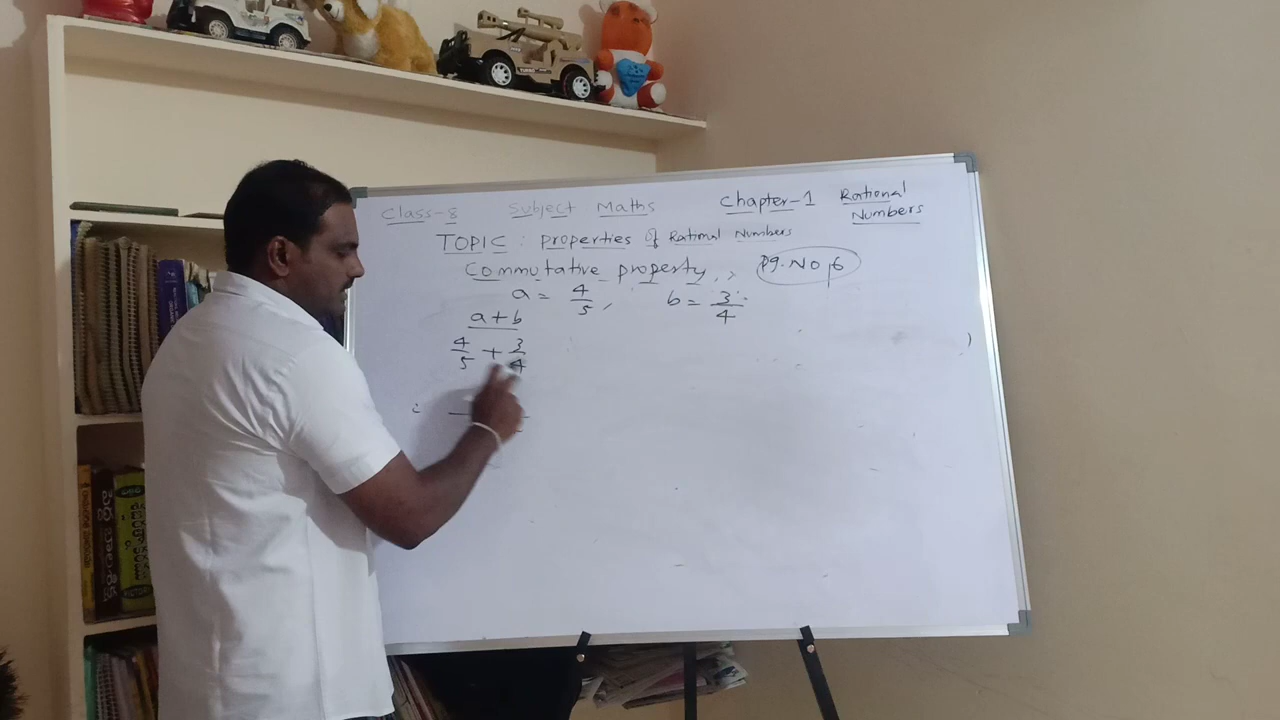 Class-8 Subject Maths Chapter-1 Rational Numbers
TOPIC : Properties of Rational Numbers
Commutative property, Pg.No 6
a = 4/5, b = 3/4
a+b
4/5 + 3/4